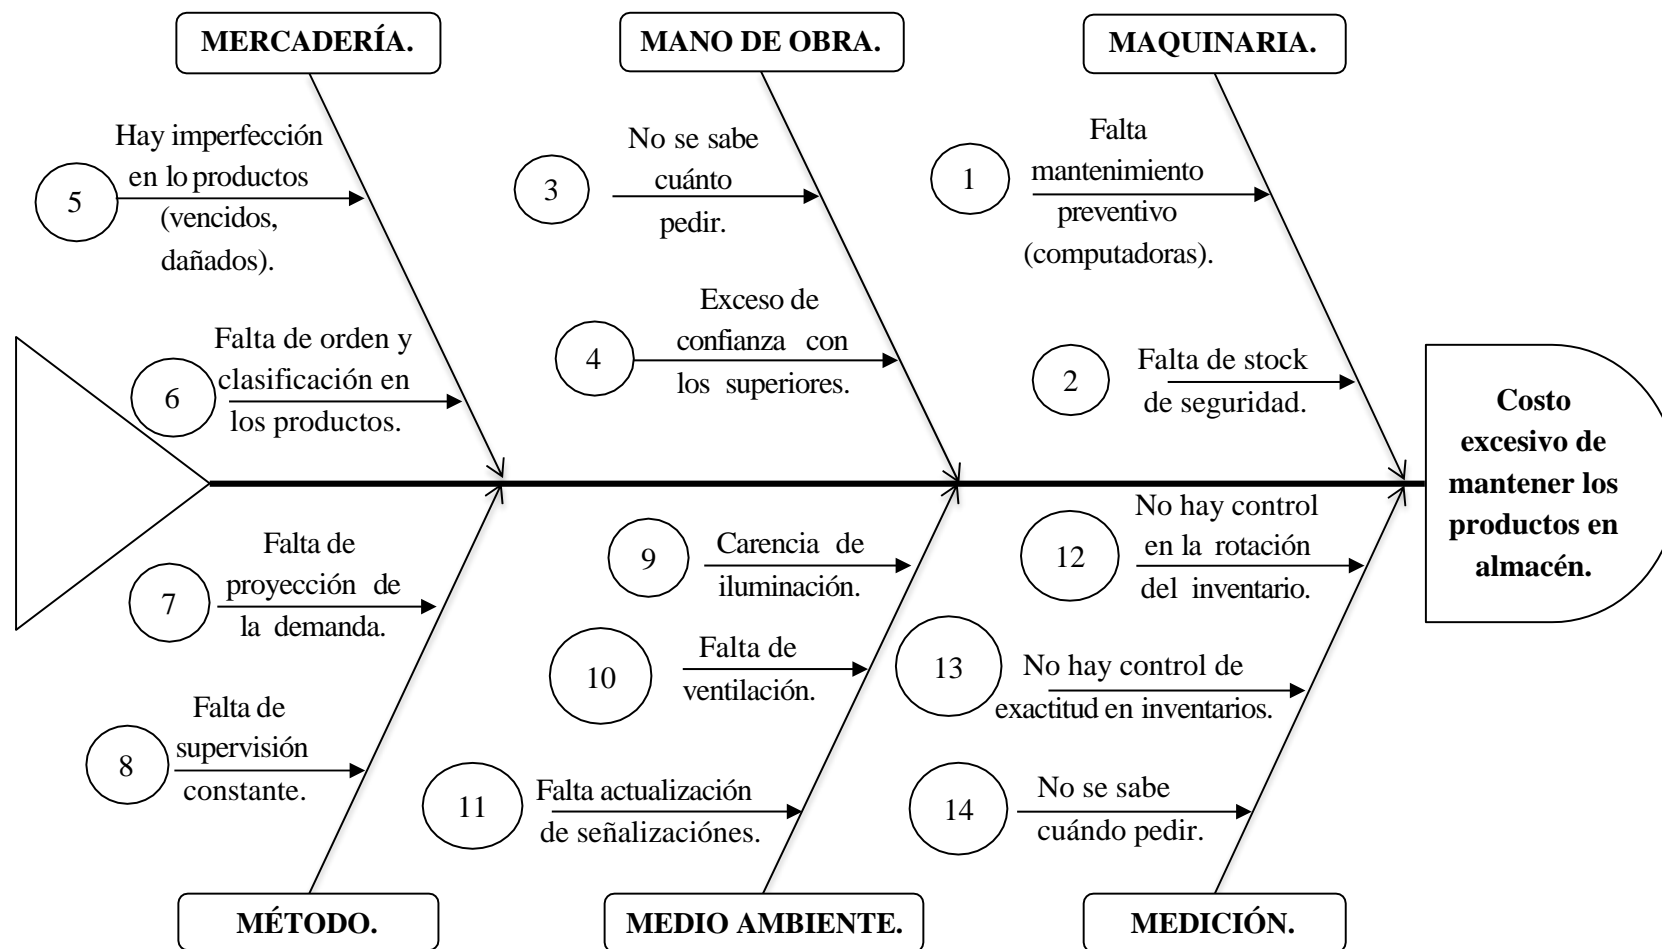 MERCADERÍA.
MANO DE OBRA.
MAQUINARIA.
5
Hay imperfección
en lo productos
(vencidos,
dañados).
6
Falta de orden y
clasificación en
los productos.
3
No se sabe
cuánto
pedir.
4
Exceso de
confianza con
los superiores.
1
Falta
mantenimiento
preventivo
(computadoras).
2
Falta de stock
de seguridad.
Costo
excesivo de
mantener los
productos en
almacén.
7
Falta de
proyección de
la demanda.
8
Falta de
supervisión
constante.
9
Carencia de
iluminación.
10
Falta de
ventilación.
11
Falta actualización
de señalizaciónes.
12
No hay control
en la rotación
del inventario.
13
No hay control de
exactitud en inventarios.
14
No se sabe
cuándo pedir.
MÉTODO.
MEDIO AMBIENTE.
MEDICIÓN.